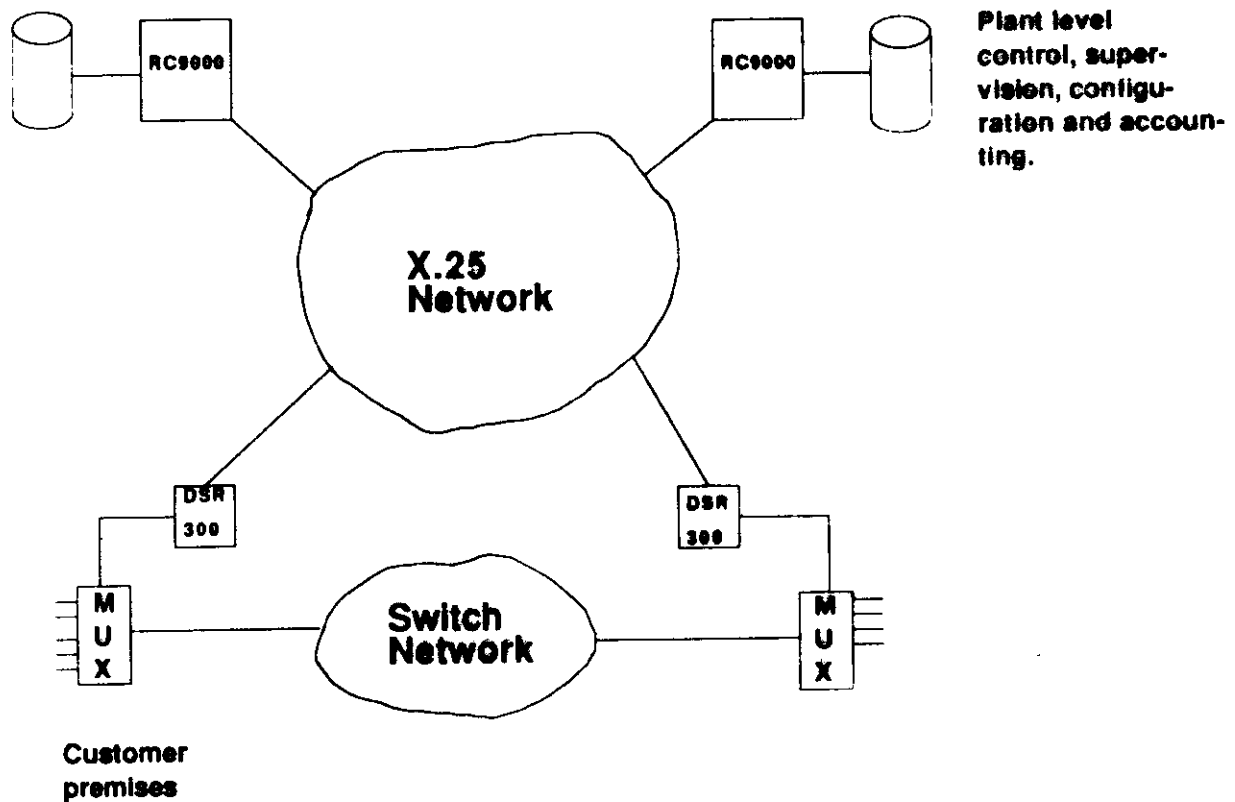 RC9000
RC9000
Plant level
control, super-
vision, configu-
ration and accoun-
ting.
X.25
Network
DSR
300
DSR
300
M
U
X
Switch
Network
M
U
X
Customer
premises